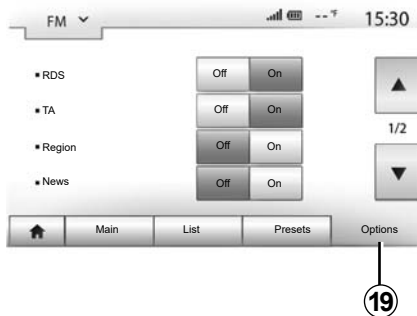 FM -- °F 15:30
RDS Off On
TA Off On
1/2
Region Off On
News Off On
Main List Presets Options
19